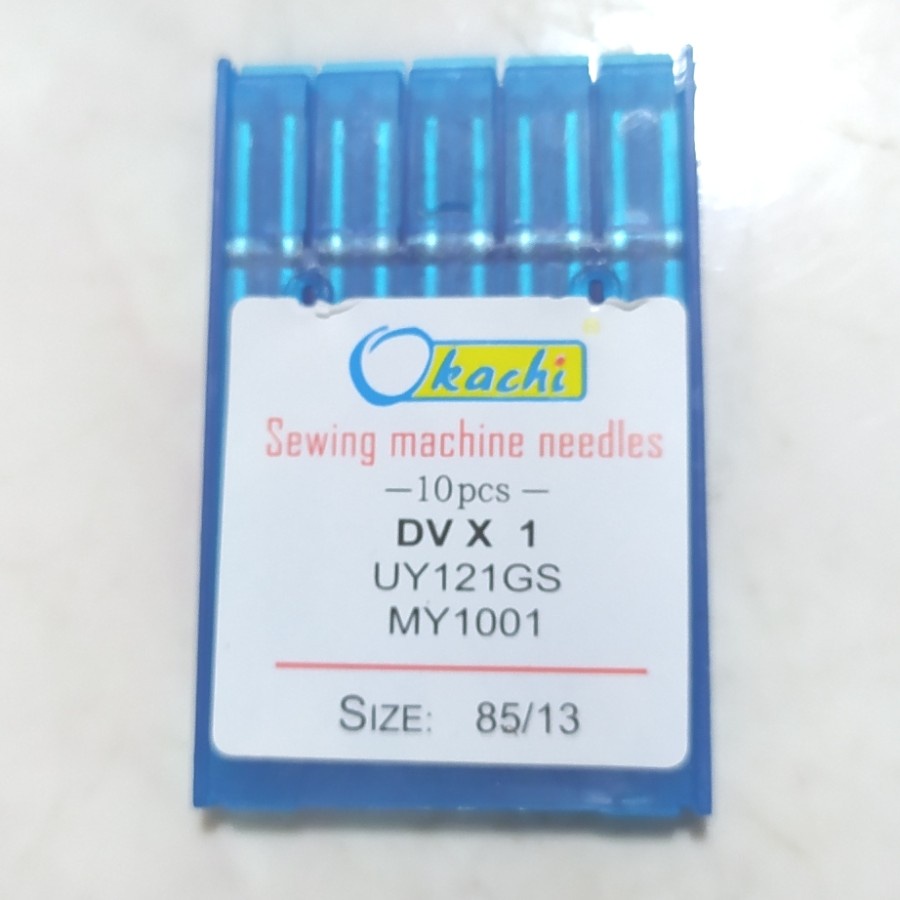 Okachi
Sewing machine needles
—10pcs—
DV X 1
UY121GS
MY1001
SIZE: 85/13